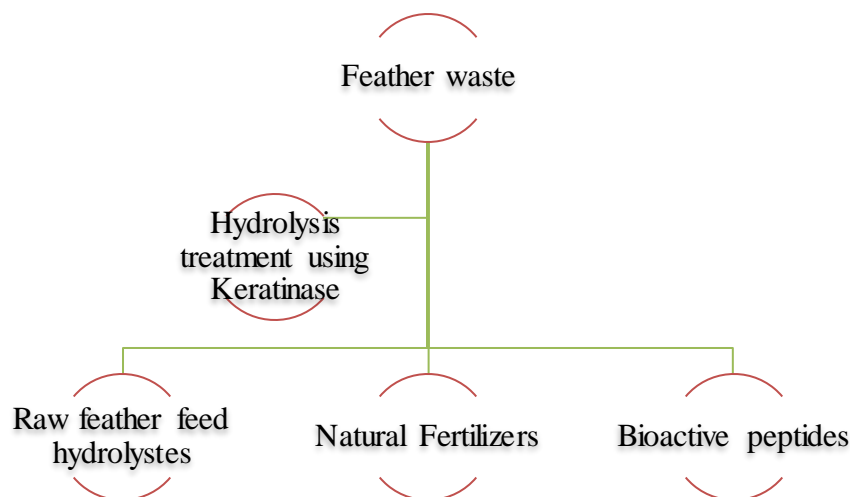 Feather waste
Hydrolysis
treatment using
Keratinase
Raw feather feed
hydrolystes
Natural Fertilizers
Bioactive peptides